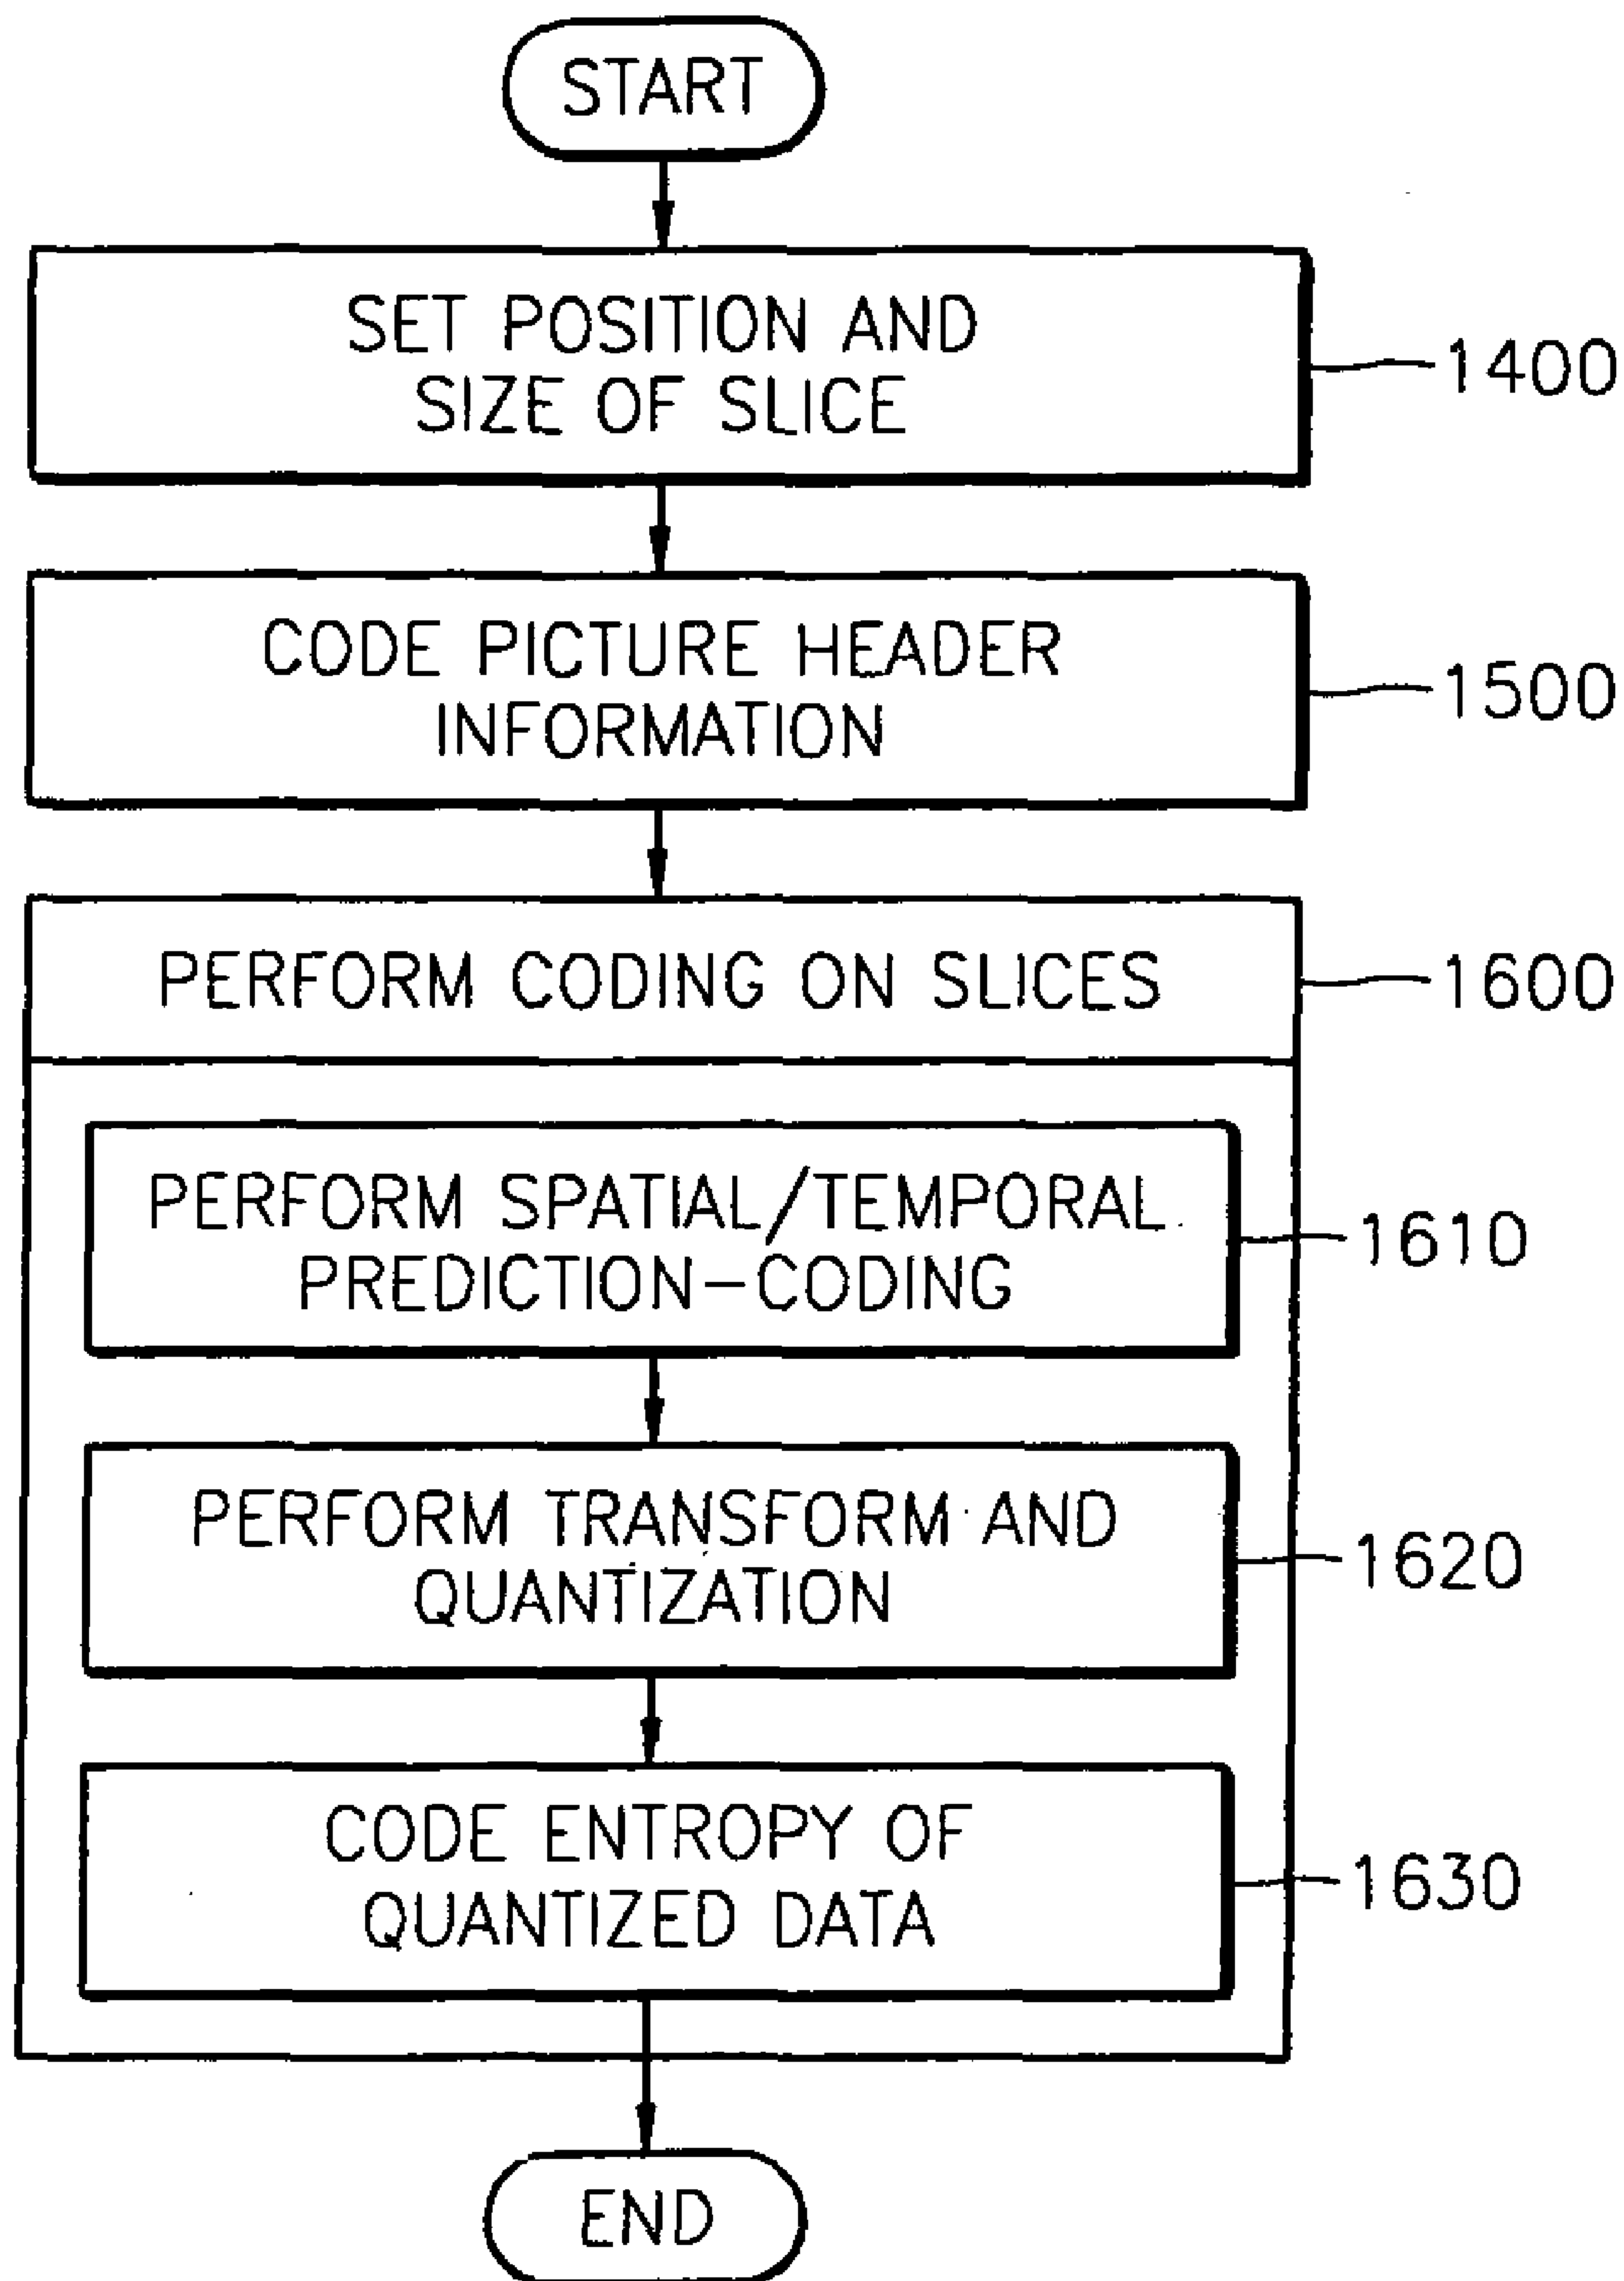 START
SET POSITION AND
SIZE OF SLICE
1400
CODE PICTURE HEADER
INFORMATION
1500
PERFORM CODING ON SLICES
1600
PERFORM SPATIAL/TEMPORAL
PREDICTION-CODING
1610
PERFORM TRANSFORM AND
QUANTIZATION
1620
CODE ENTROPY OF
QUANTIZED DATA
1630
END